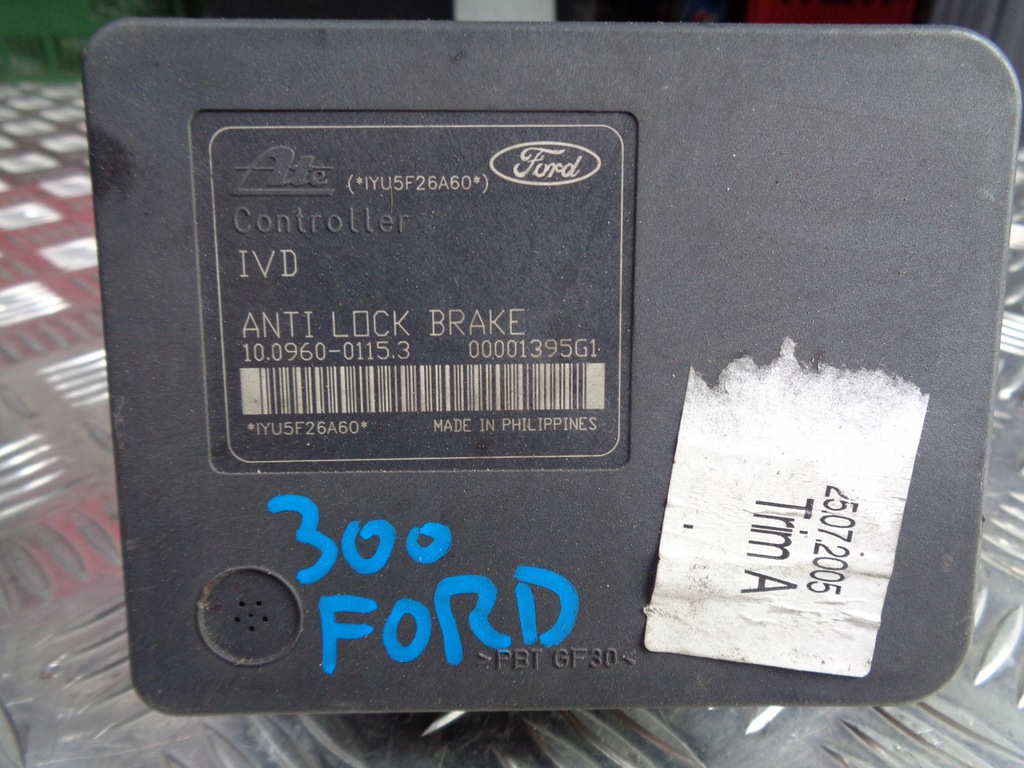 Ate (*IYU5F26A60*) Ford
Controller
IVD
ANTI LOCK BRAKE
10.0960-0115.3 00001395G1
*IYU5F26A60* MADE IN PHILIPPINES
300
FORD
>PBT GF30<
25.07.2005
Trim A